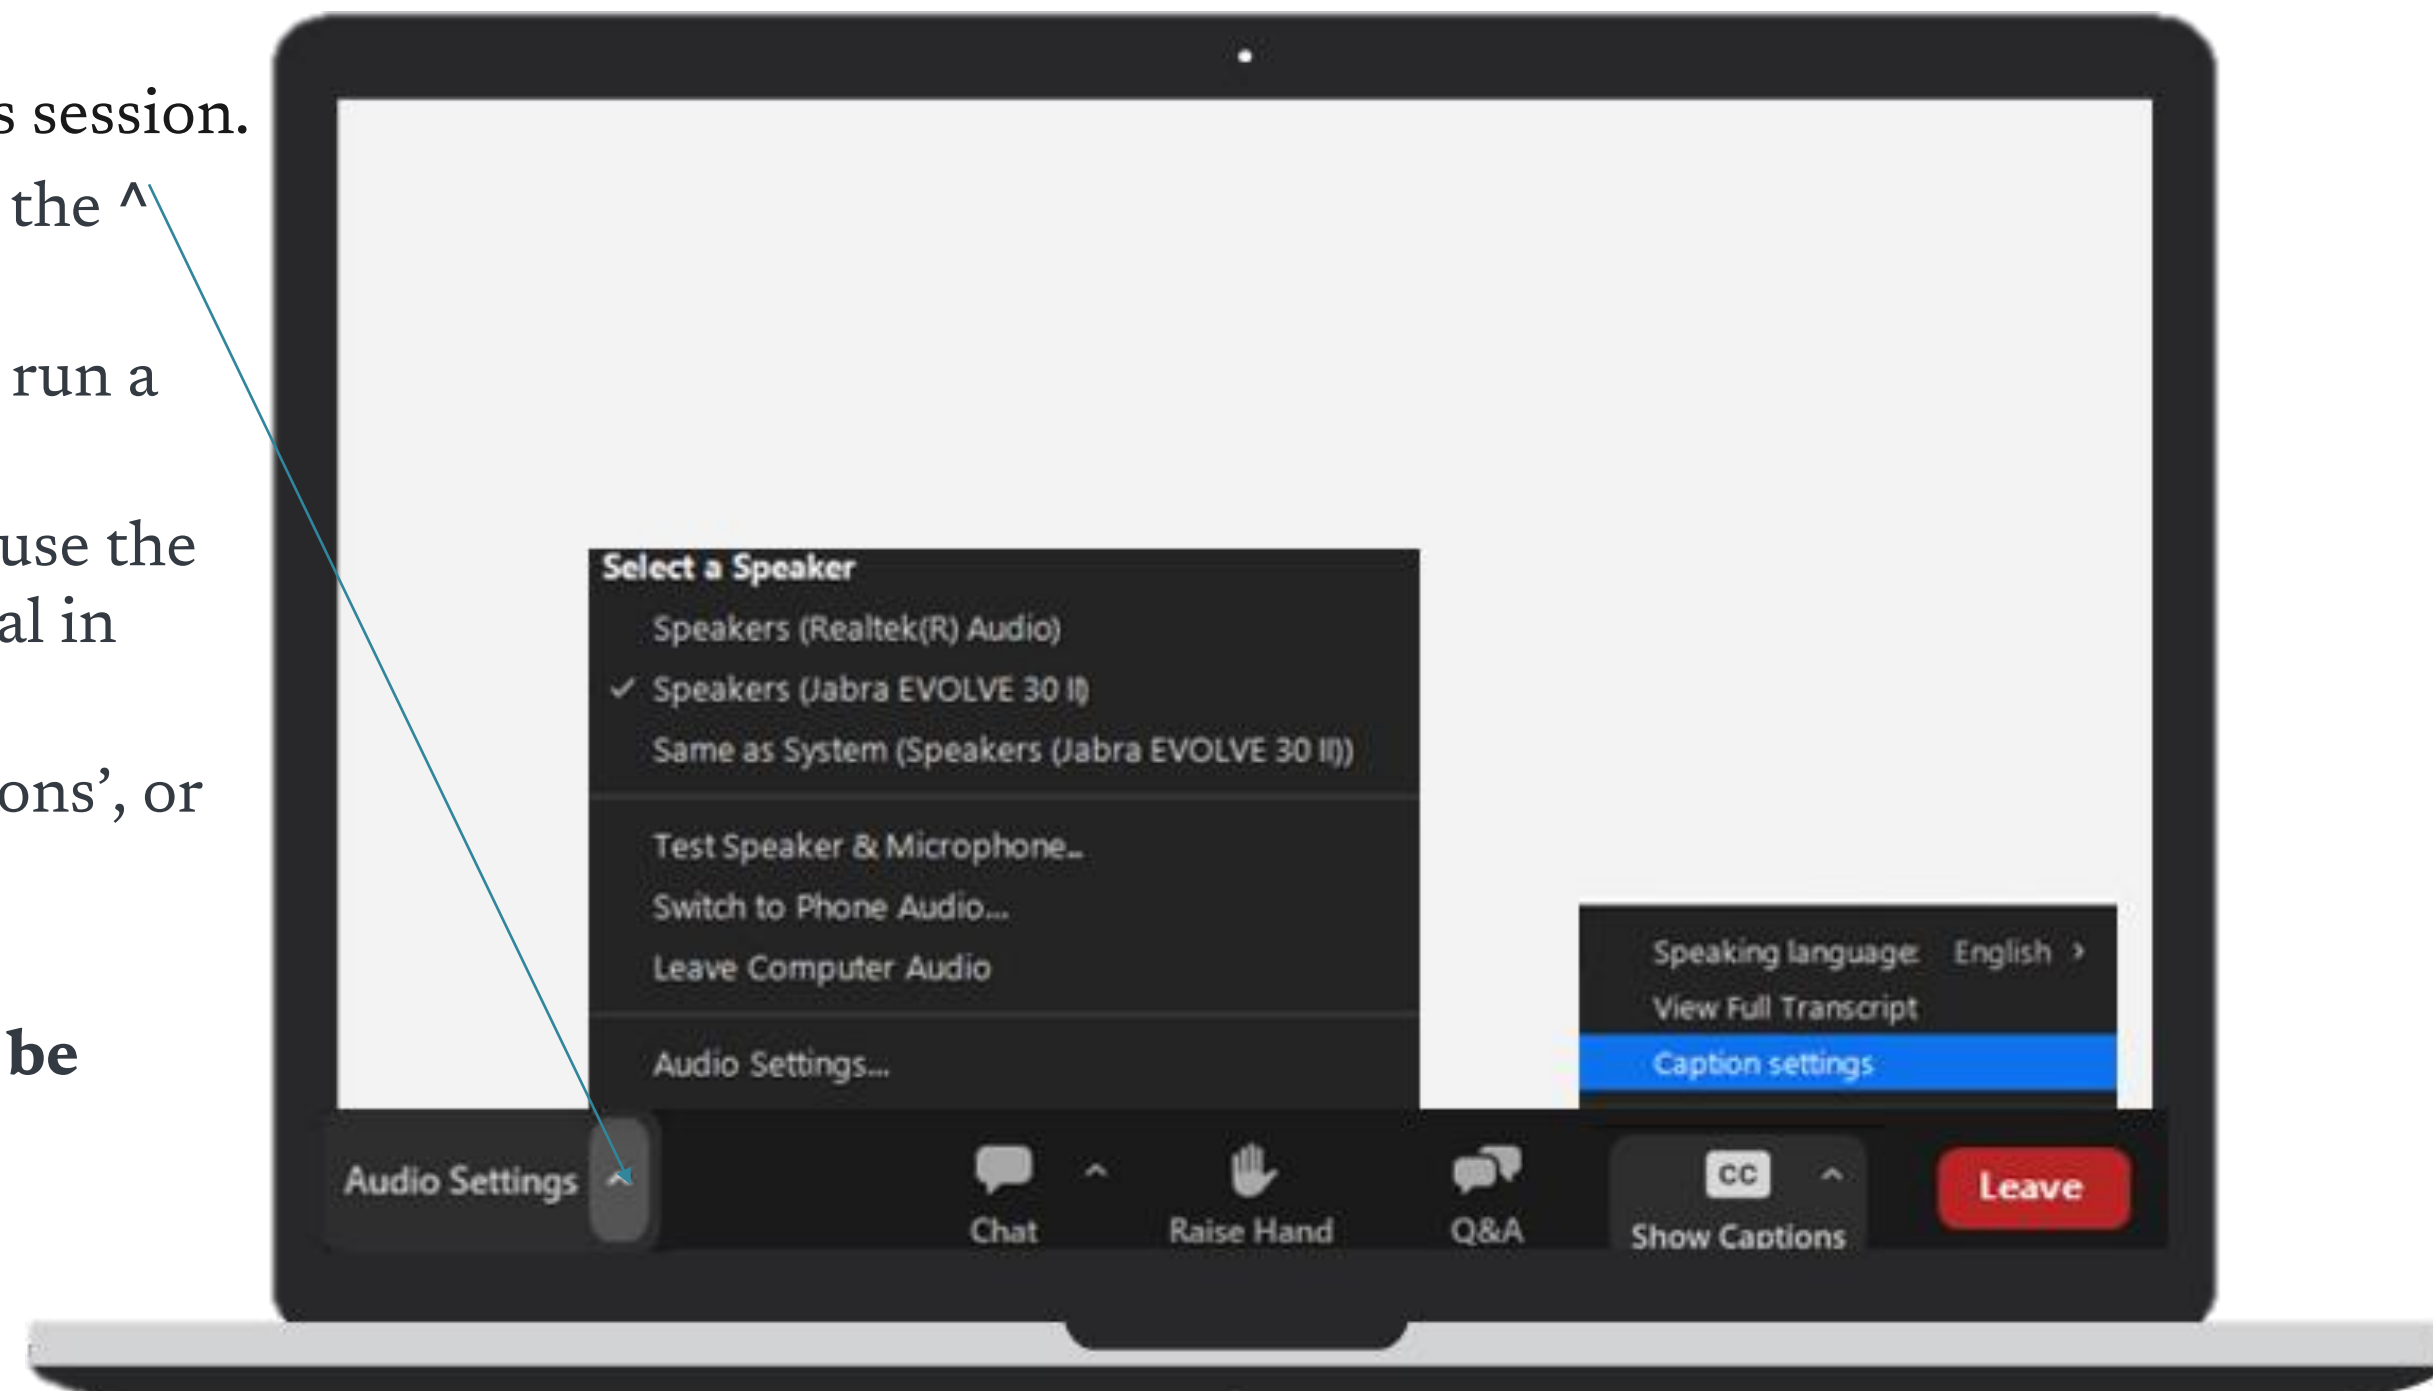 s session.
the ^
run a
use the
al in
ons’, or
be
Select a Speaker
Speakers (Realtek(R) Audio)
Speakers (Jabra EVOLVE 30 II)
Same as System (Speakers (Jabra EVOLVE 30 II))
Test Speaker & Microphone...
Switch to Phone Audio...
Leave Computer Audio
Audio Settings...
Speaking language: English >
View Full Transcript
Caption settings
Audio Settings ^
Chat ^
Raise Hand
Q&A
CC ^
Show Captions
Leave